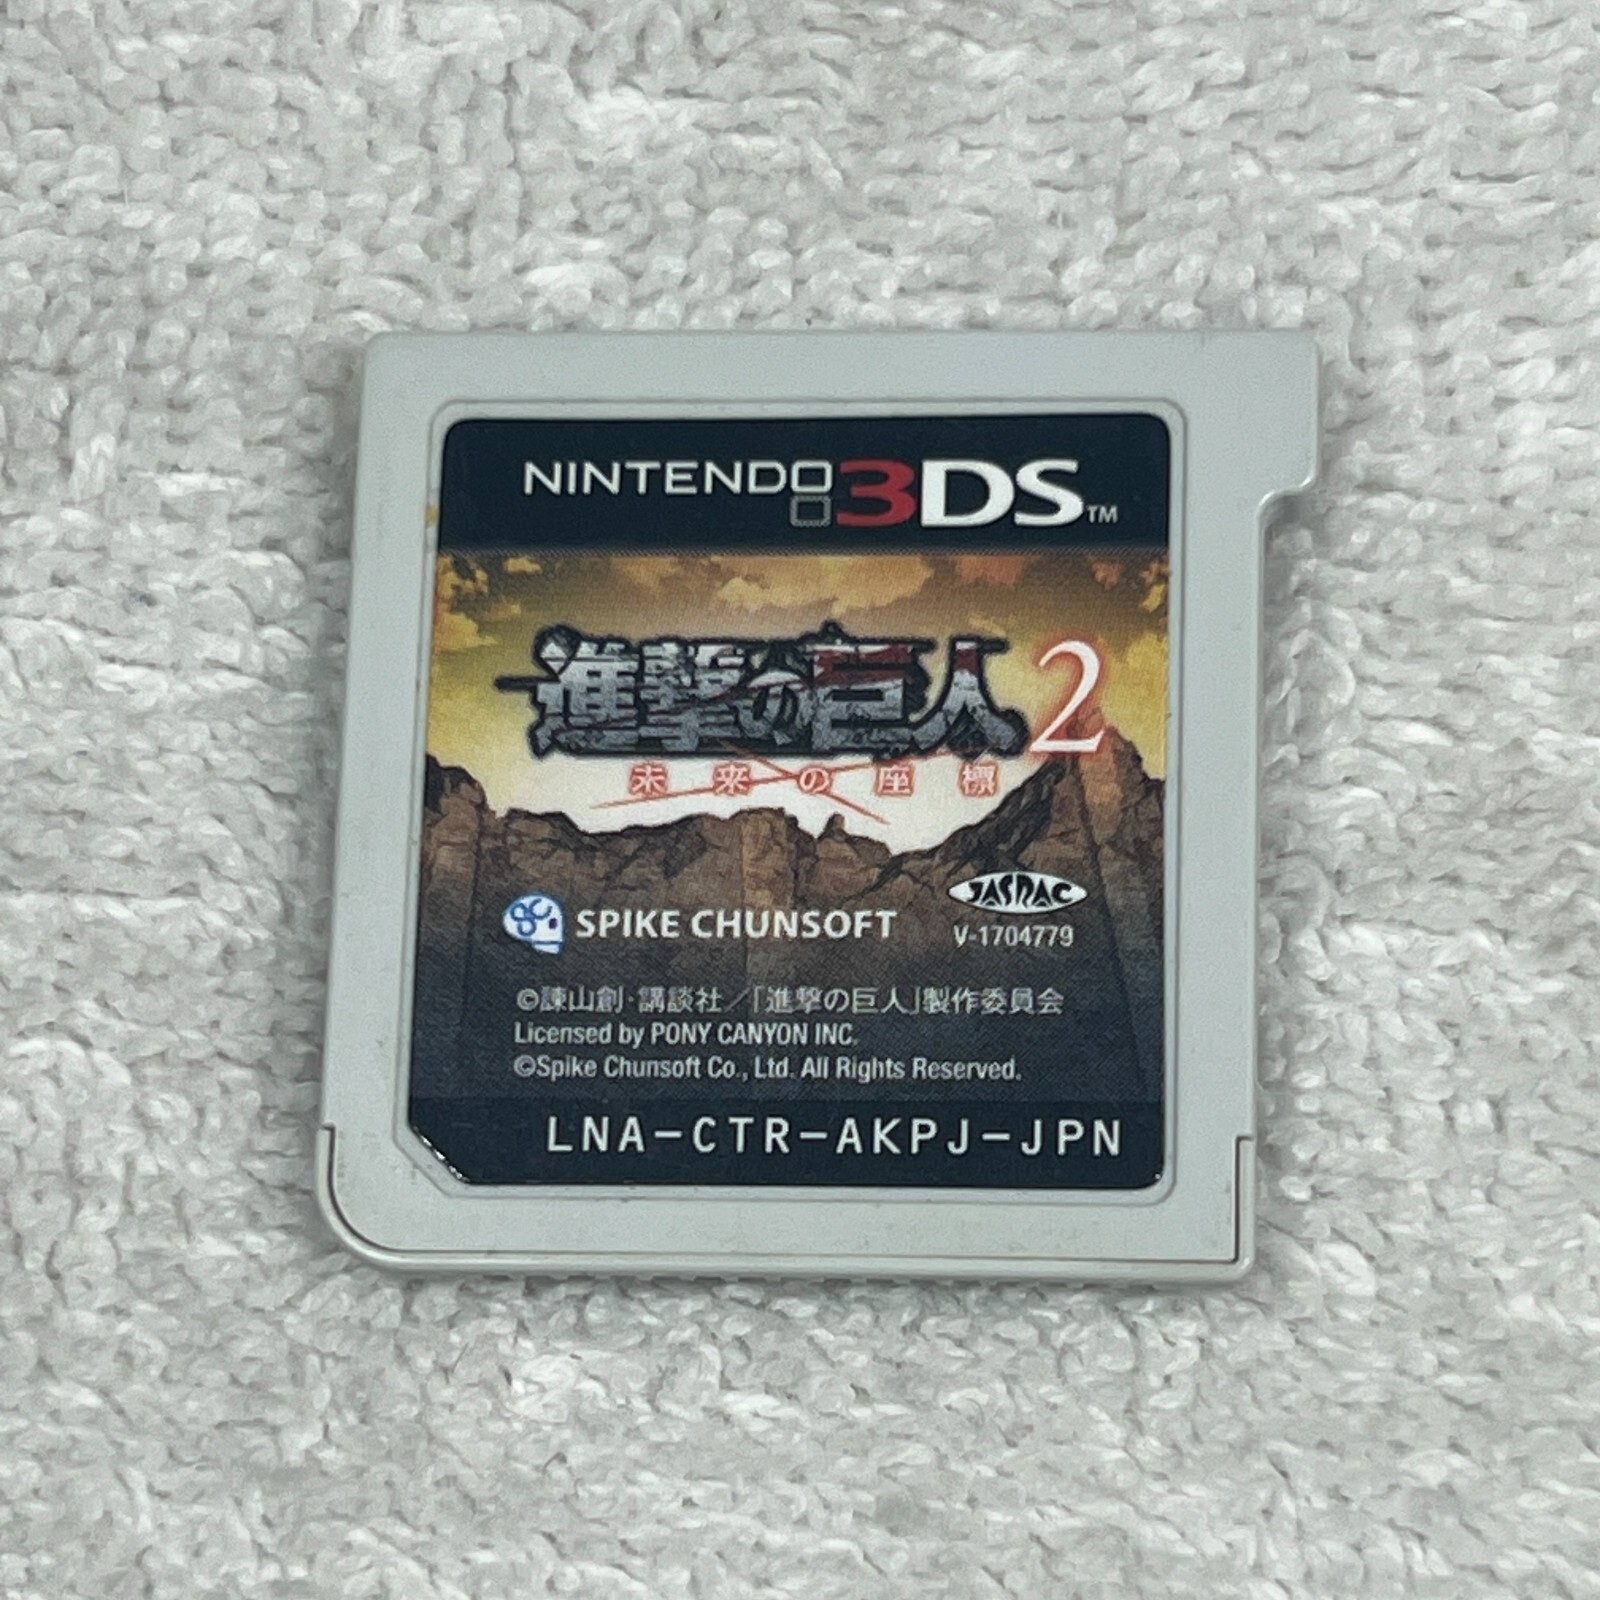 NINTENDO 3DS™
進撃の巨人2
未来の座標
SPIKE CHUNSOFT
JASRAC
V-1704779
©諫山創・講談社／「進撃の巨人」製作委員会
Licensed by PONY CANYON INC.
©Spike Chunsoft Co., Ltd. All Rights Reserved.
LNA-CTR-AKPJ-JPN